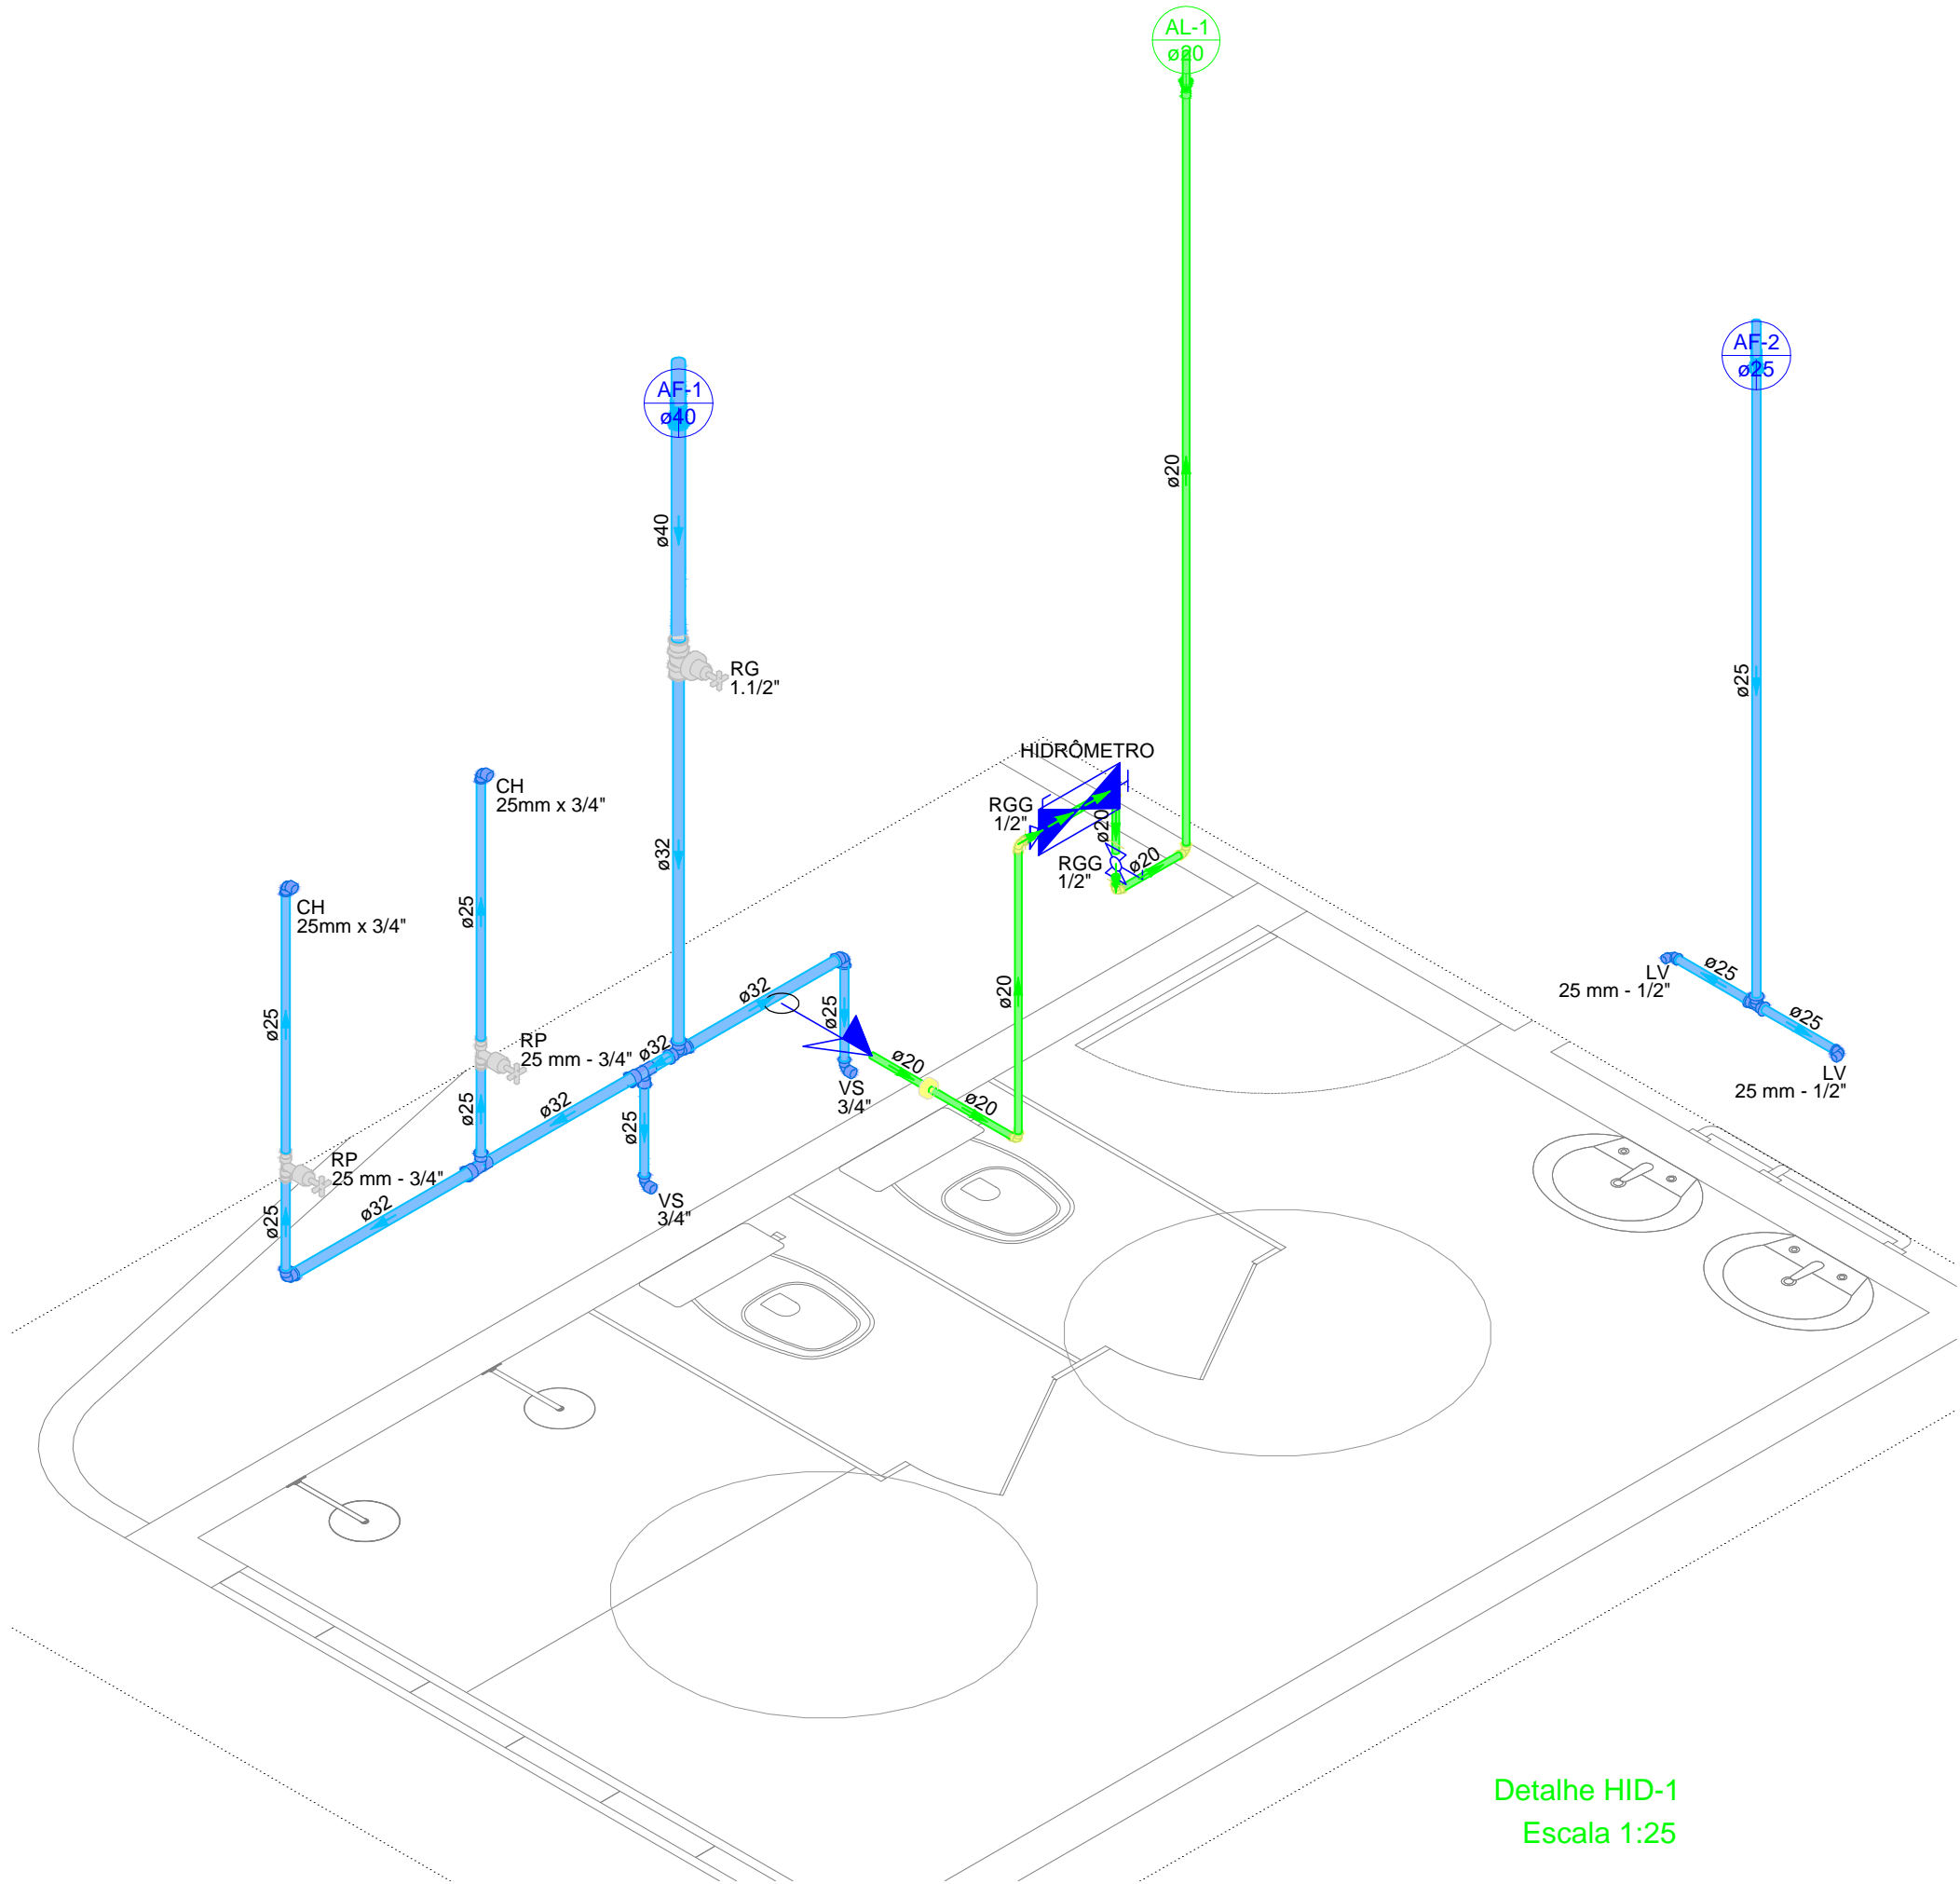 AL-1
ø20
AF-2
ø25
AF-1
ø40
ø20
ø40
RG
1.1/2"
ø25
HIDRÔMETRO
CH
25mm x 3/4"
RGG
1/2"
ø20
ø32
RGG
1/2"
ø20
CH
25mm x 3/4"
ø25
LV
25 mm - 1/2"
ø25
ø32
ø20
ø25
ø25
ø25
RP
25 mm - 3/4"
ø32
ø20
LV
25 mm - 1/2"
VS
3/4"
ø20
ø25
ø32
ø25
RP
25 mm - 3/4"
VS
3/4"
ø32
ø25
Detalhe HID-1
Escala 1:25